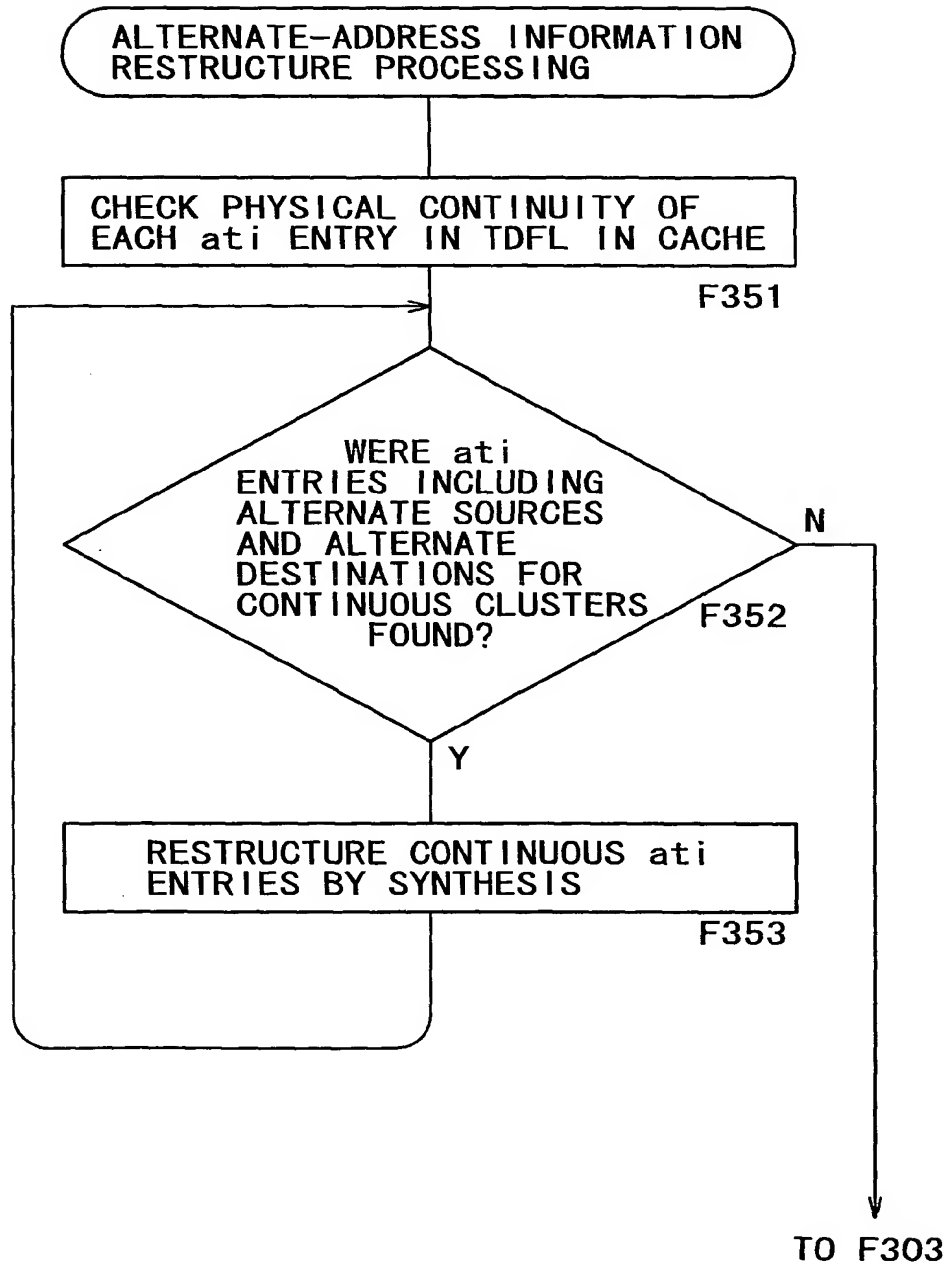 ALTERNATE-ADDRESS INFORMATION
RESTRUCTURE PROCESSING
CHECK PHYSICAL CONTINUITY OF
EACH ati ENTRY IN TDFL IN CACHE
F351
WERE ati
ENTRIES INCLUDING
ALTERNATE SOURCES
AND ALTERNATE
DESTINATIONS FOR
CONTINUOUS CLUSTERS
FOUND?
N
F352
Y
RESTRUCTURE CONTINUOUS ati
ENTRIES BY SYNTHESIS
F353
TO F303